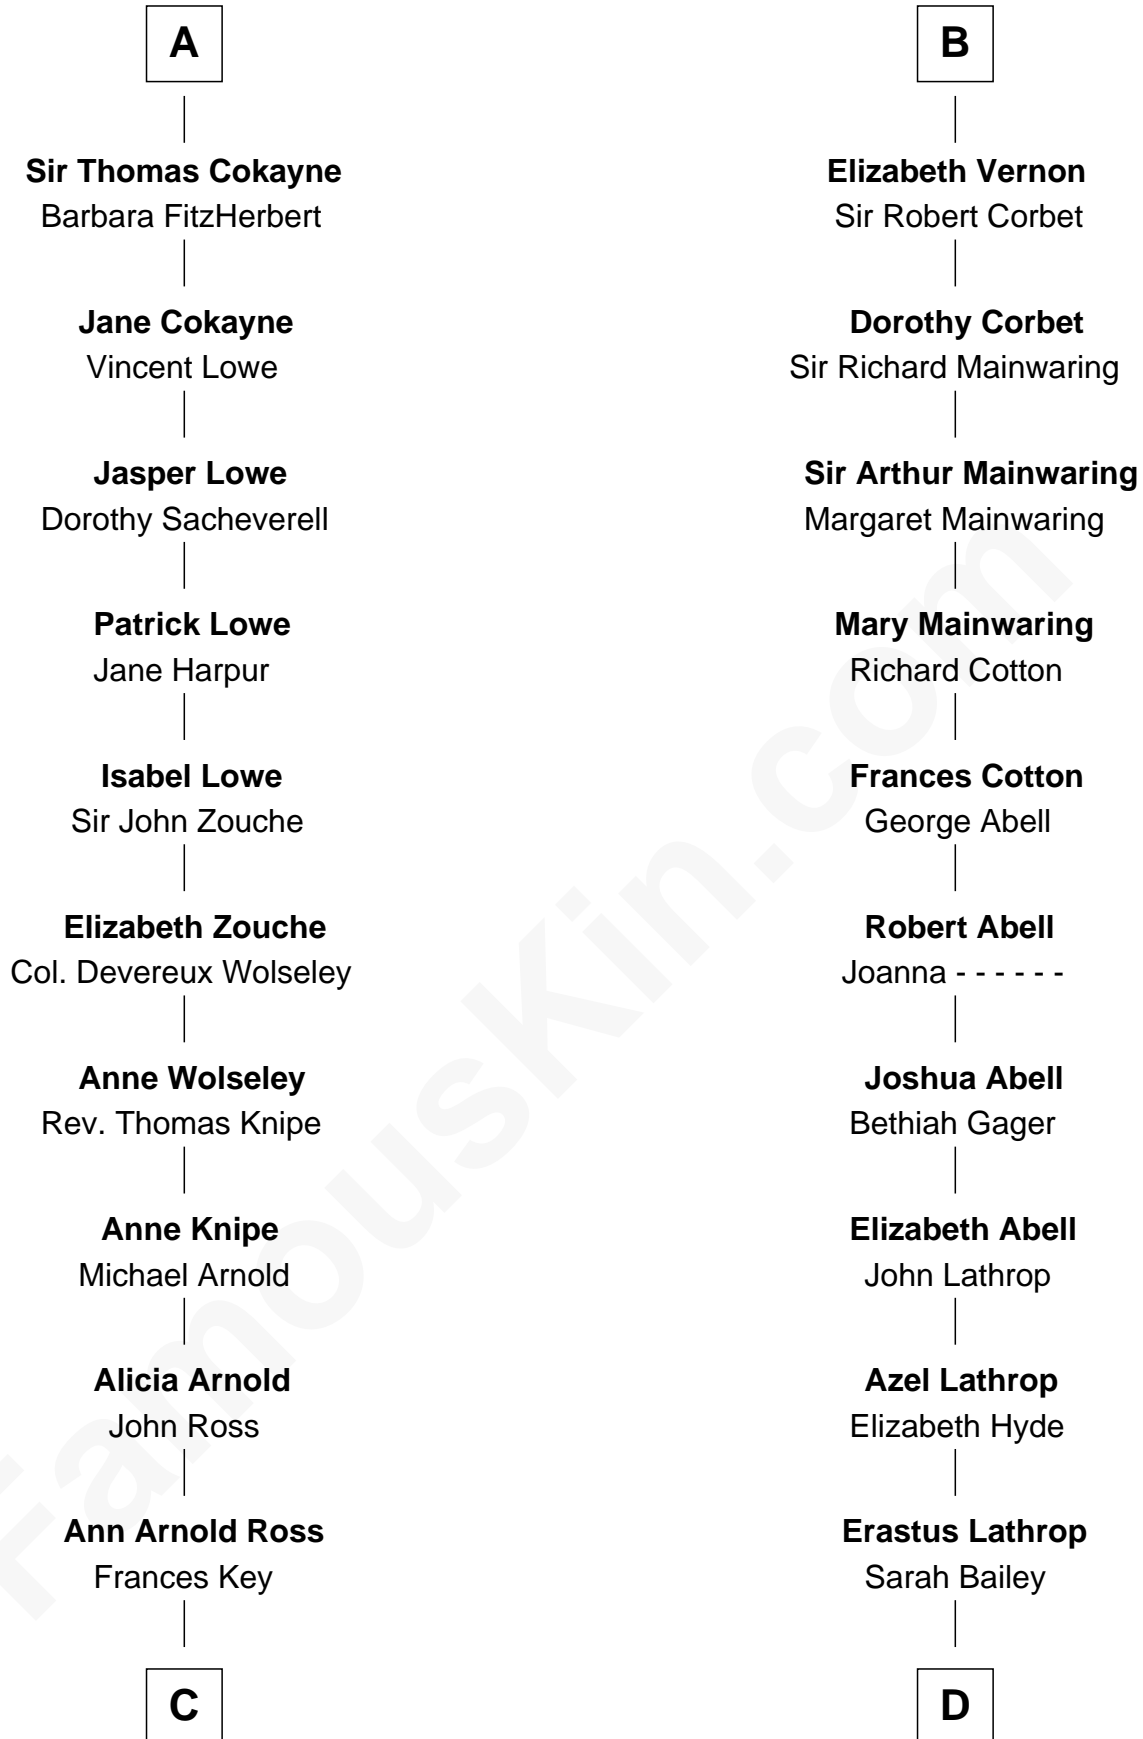 A
Sir Thomas Cokayne
Barbara FitzHerbert
Jane Cokayne
Vincent Lowe
Jasper Lowe
Dorothy Sacheverell
Patrick Lowe
Jane Harpur
Isabel Lowe
Sir John Zouche
Elizabeth Zouche
Col. Devereux Wolseley
Anne Wolseley
Rev. Thomas Knipe
Anne Knipe
Michael Arnold
Alicia Arnold
John Ross
Ann Arnold Ross
Frances Key
C
B
Elizabeth Vernon
Sir Robert Corbet
Dorothy Corbet
Sir Richard Mainwaring
Sir Arthur Mainwaring
Margaret Mainwaring
Mary Mainwaring
Richard Cotton
Frances Cotton
George Abell
Robert Abell
Joanna - - - - - -
Joshua Abell
Bethiah Gager
Elizabeth Abell
John Lathrop
Azel Lathrop
Elizabeth Hyde
Erastus Lathrop
Sarah Bailey
D
FamousKin.com